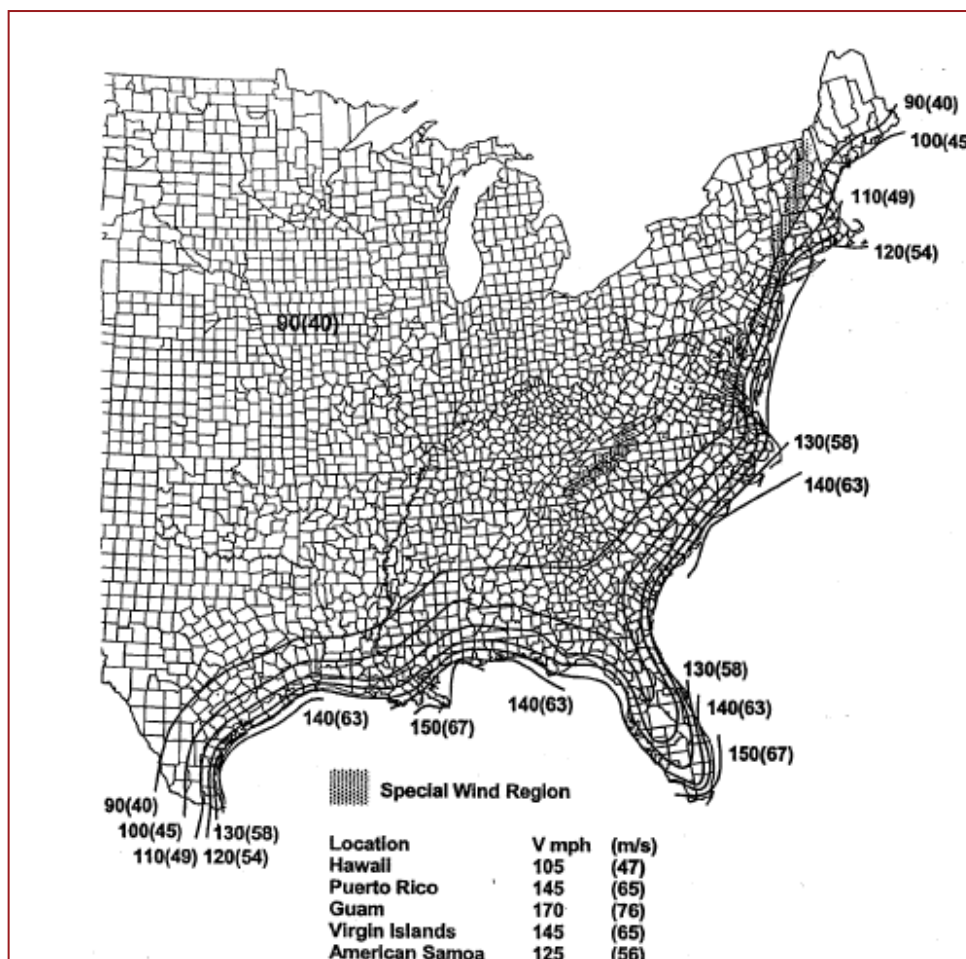 90(40)
100(45
110(49)
120(54)
90(40)
130(58)
140(63)
130(58)
140(63)
140(63)
140(63)
150(67)
150(67)
90(40)
100(45)
130(58)
110(49)
120(54)
Special Wind Region
Location V mph (m/s)
Hawaii 105 (47)
Puerto Rico 145 (65)
Guam 170 (76)
Virgin Islands 145 (65)
American Samoa 125 (56)